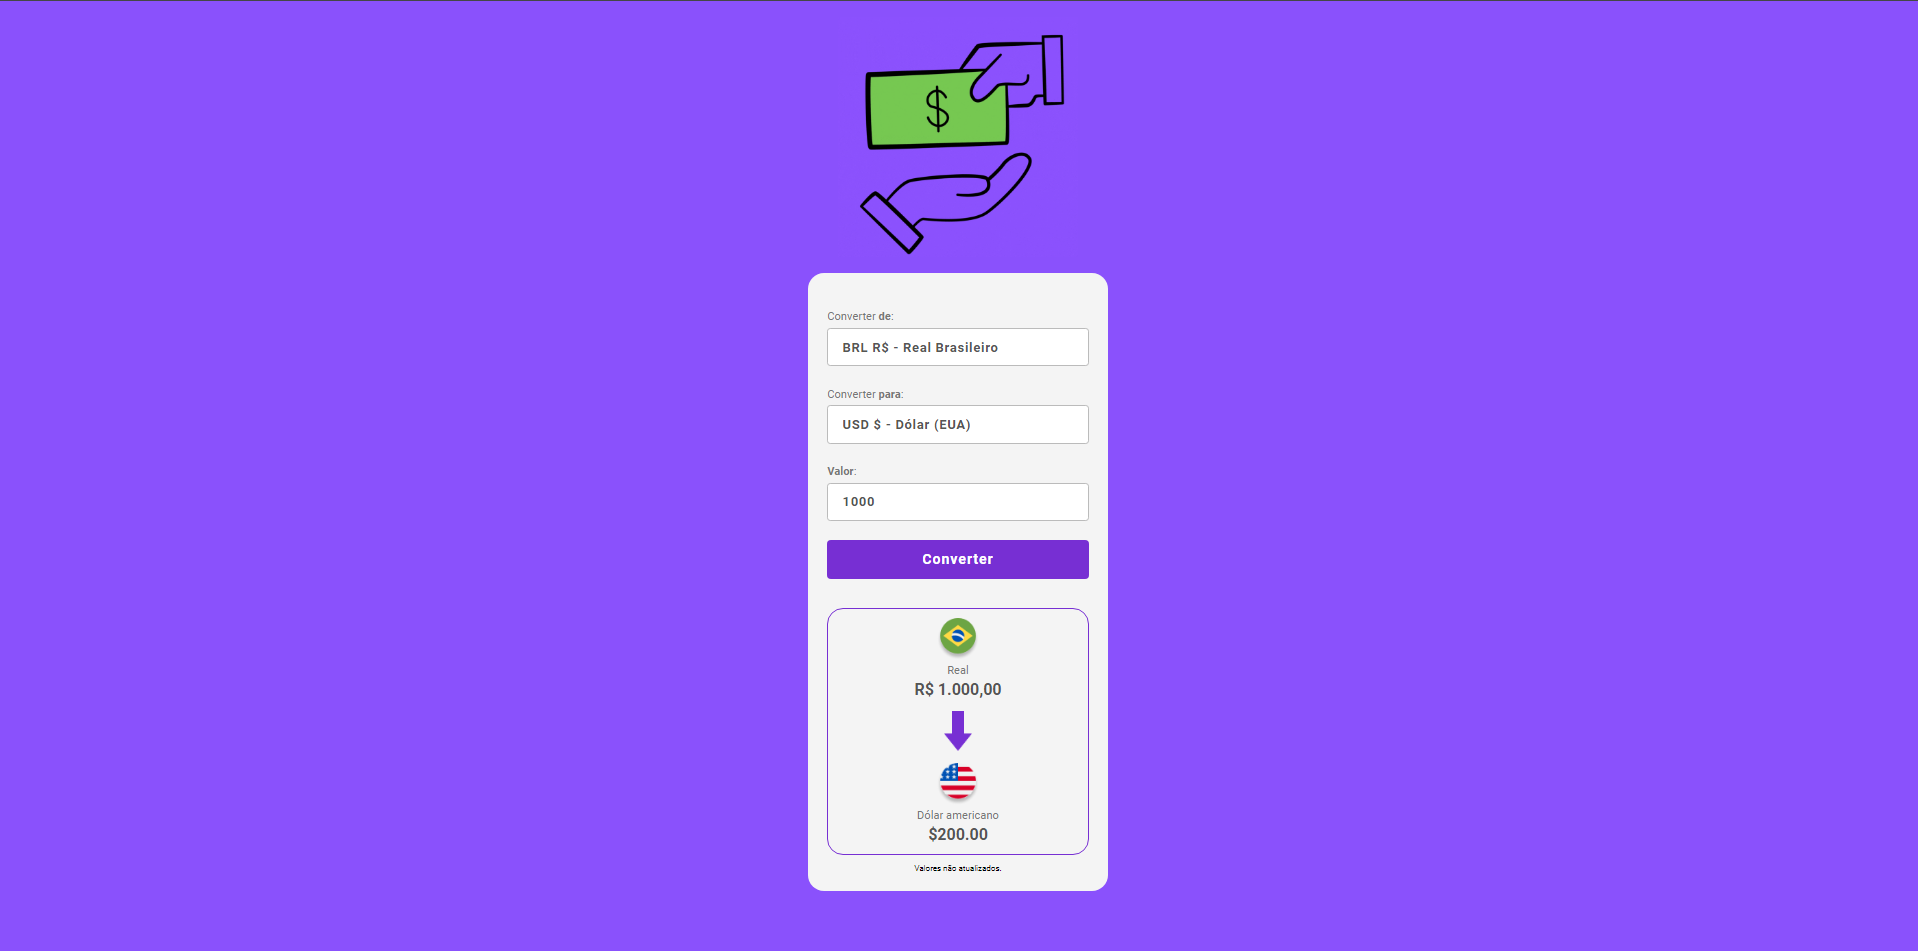 $
Converter de:
BRL R$ - Real Brasileiro
Converter para:
USD $ - Dólar (EUA)
Valor:
1000
Converter
Real
R$ 1.000,00
Dólar americano
$200.00
Valores não atualizados.